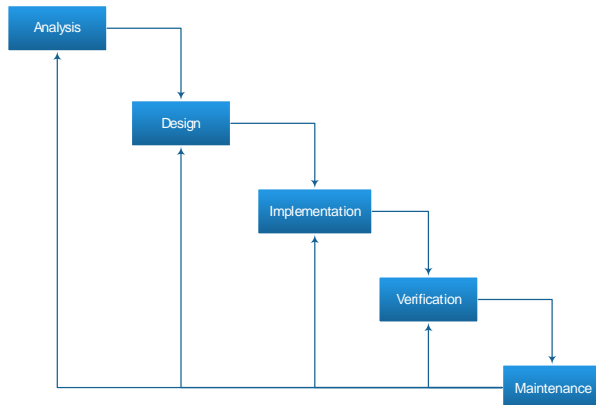 Analysis
Design
Implementation
Verification
Maintenance